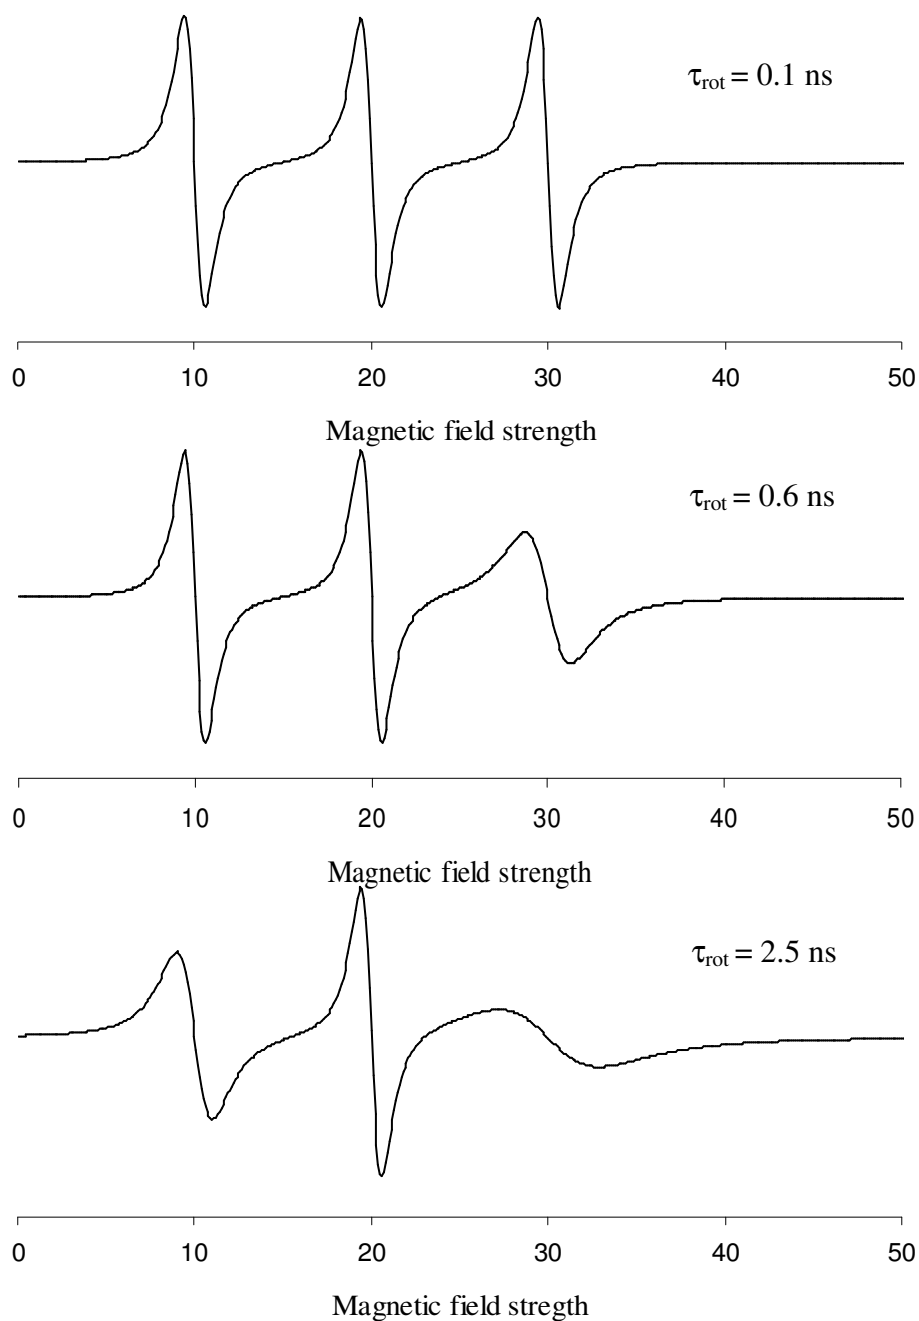 τrot = 0.1 ns
0 10 20 30 40 50
Magnetic field strength
τrot = 0.6 ns
0 10 20 30 40 50
Magnetic field strength
τrot = 2.5 ns
0 10 20 30 40 50
Magnetic field stregth